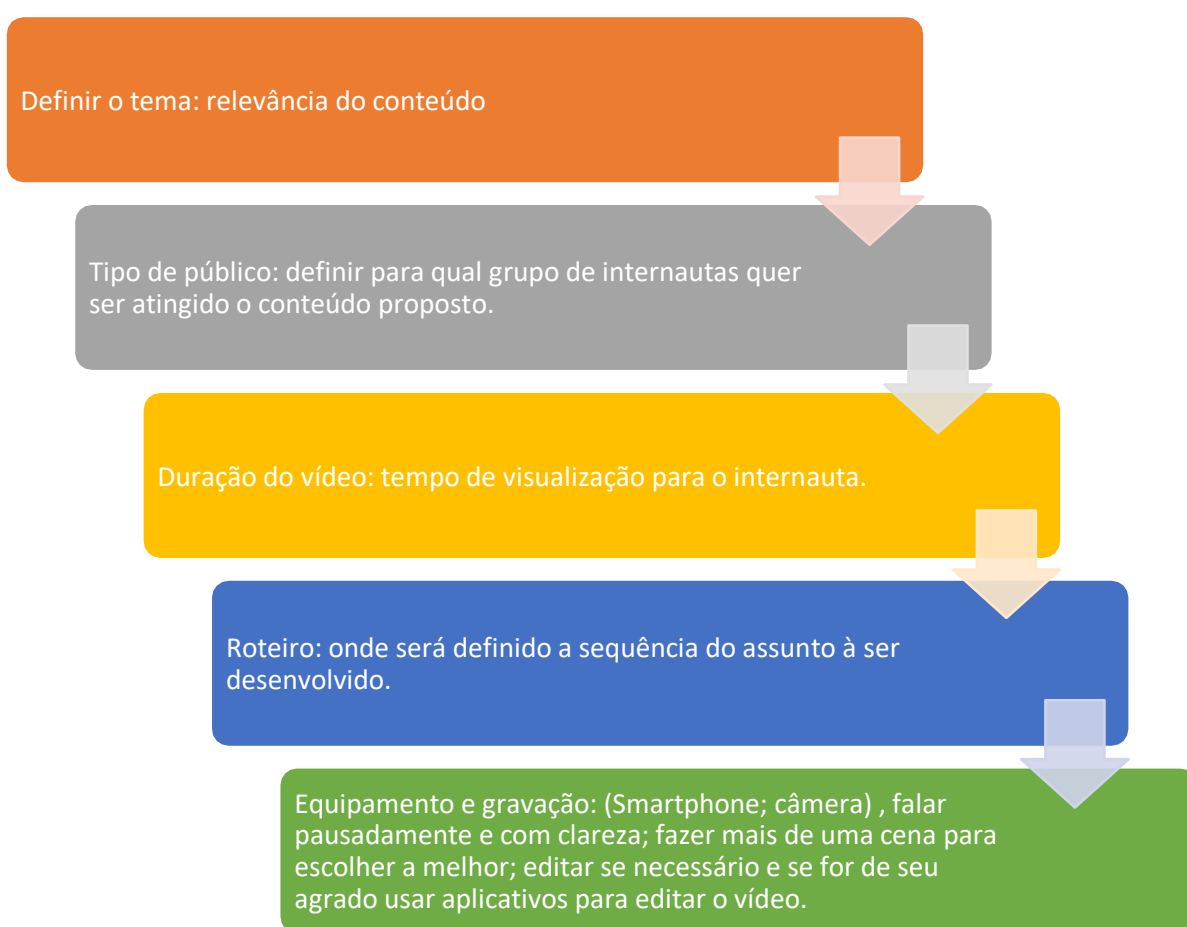 Definir o tema: relevância do conteúdo
Tipo de público: definir para qual grupo de internautas quer
ser atingido o conteúdo proposto.
Duração do vídeo: tempo de visualização para o internauta.
Roteiro: onde será definido a sequência do assunto à ser
desenvolvido.
Equipamento e gravação: (Smartphone; câmera) , falar
pausadamente e com clareza; fazer mais de uma cena para
escolher a melhor; editar se necessário e se for de seu
agrado usar aplicativos para editar o vídeo.